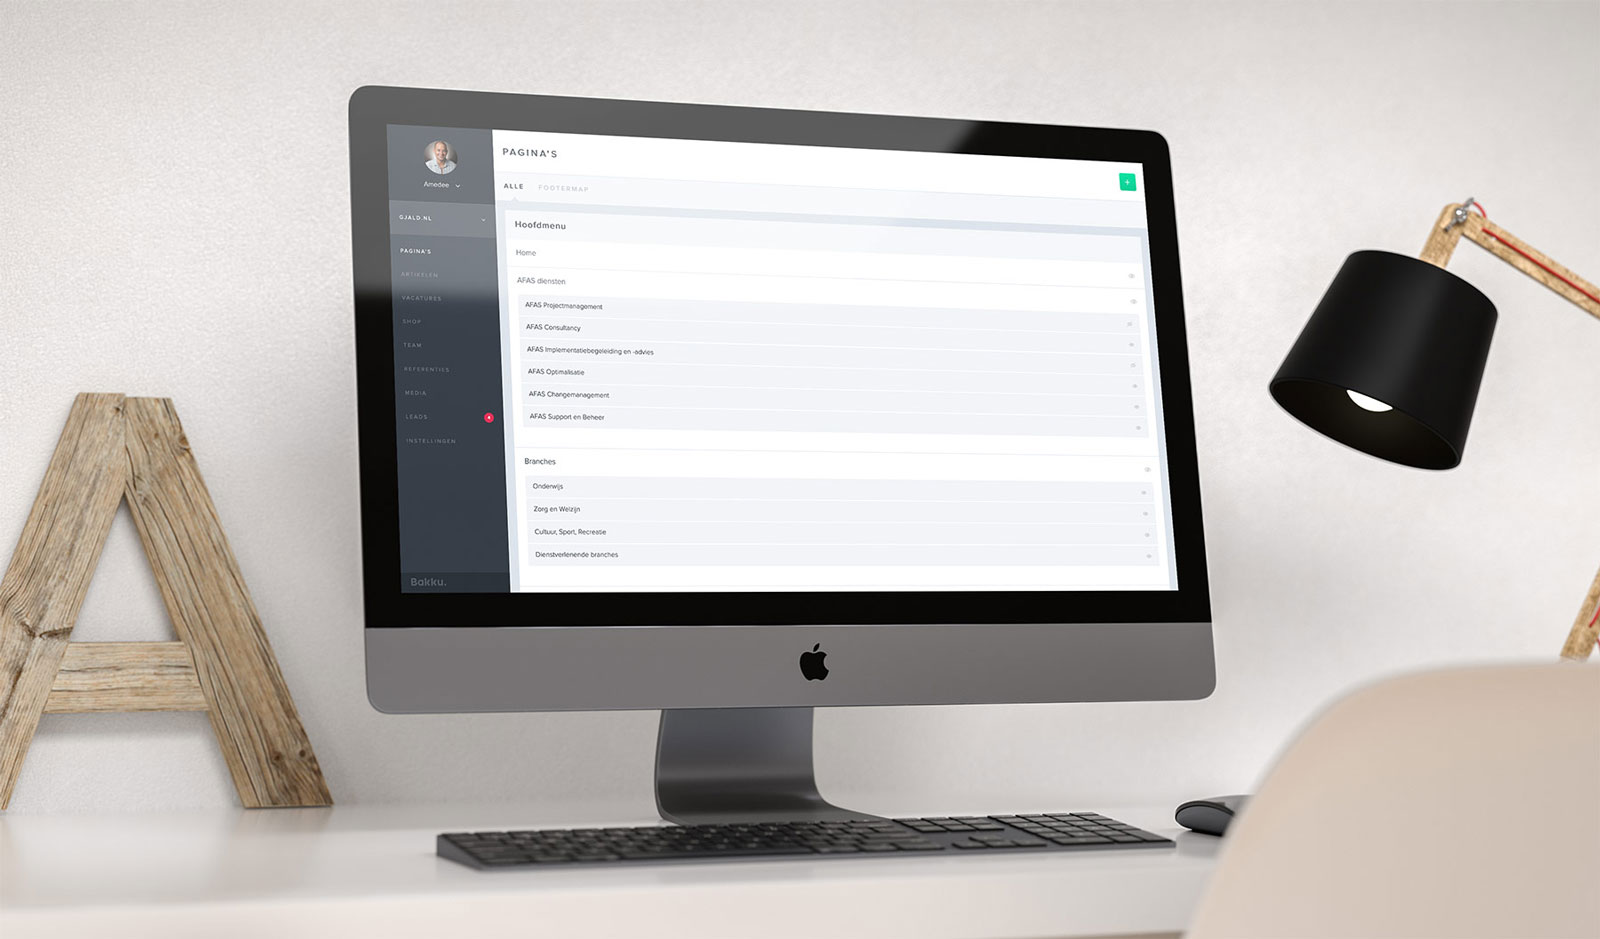 Amedee
GJALD.NL
PAGINA'S
ARTIKELEN
VACATURES
SHOP
TEAM
REFERENTIES
MEDIA
LEADS
INSTELLINGEN
Bakku.
PAGINA'S
+
ALLE FOOTERMAP
Hoofdmenu
Home
AFAS diensten
AFAS Projectmanagement
AFAS Consultancy
AFAS Implementatiebegeleiding en -advies
AFAS Optimalisatie
AFAS Changemanagement
AFAS Support en Beheer
Branches
Onderwijs
Zorg en Welzijn
Cultuur, Sport, Recreatie
Dienstverlenende branches
A